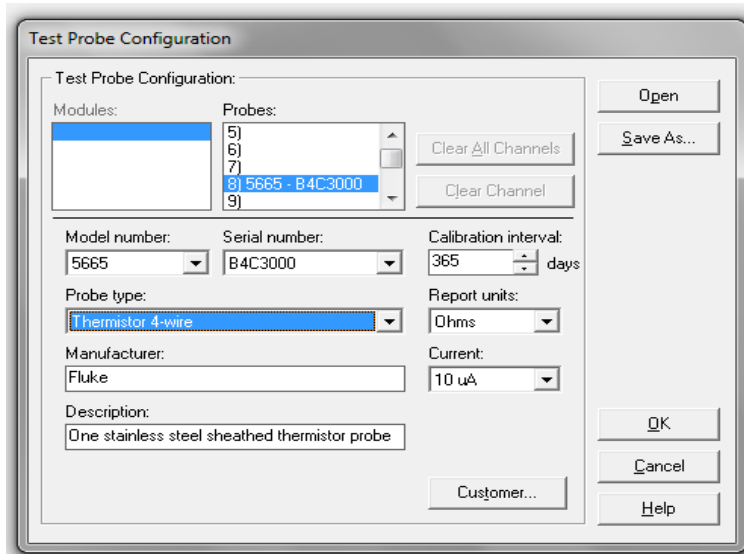 Test Probe Configuration
Test Probe Configuration:
Modules:
Probes:
5)
6)
7)
8) 5665 - B4C3000
9)
Clear All Channels
Clear Channel
Model number:
Serial number:
Calibration interval:
5665
B4C3000
365
days
Probe type:
Report units:
Thermistor 4-wire
Ohms
Manufacturer:
Current:
Fluke
10 uA
Description:
One stainless steel sheathed thermistor probe
Customer...
Open
Save As...
OK
Cancel
Help